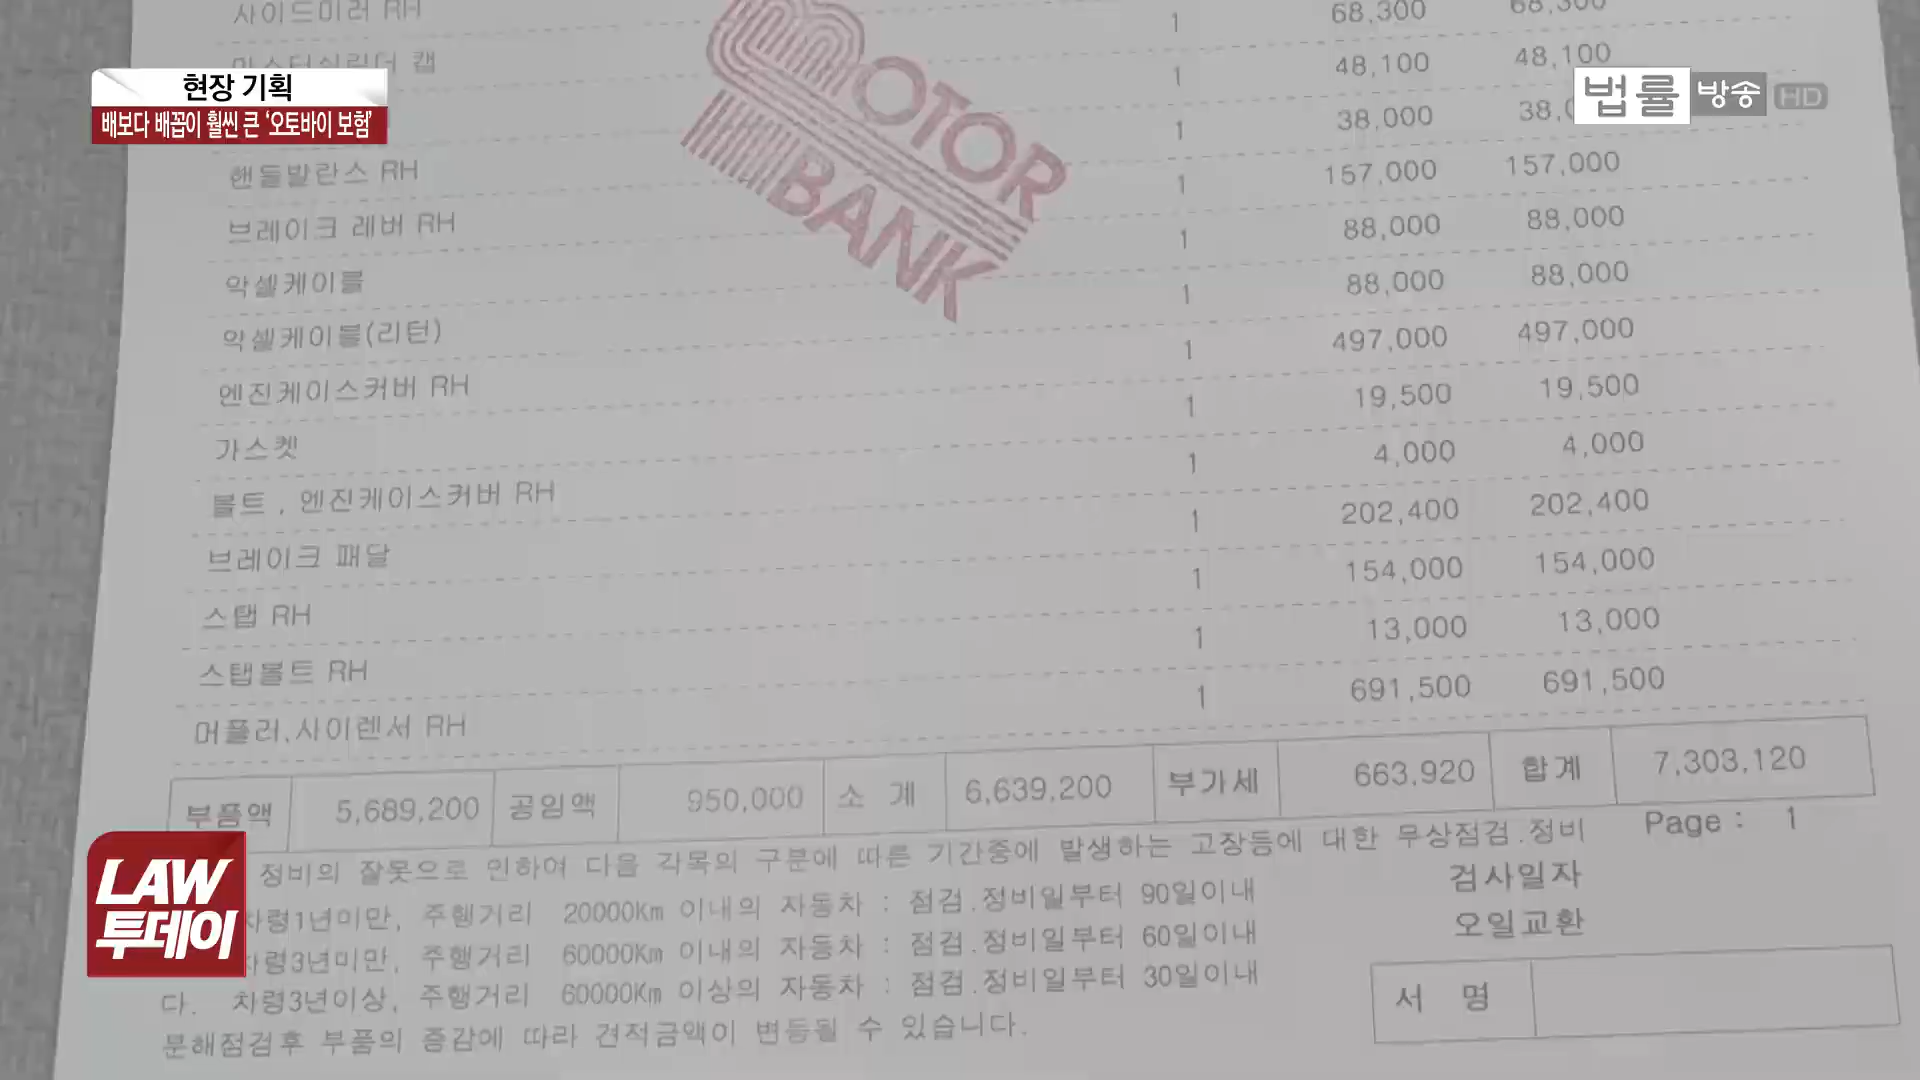 현장 기획
배보다 배꼽이 훨씬 큰 ‘오토바이 보험’
법률방송 HD
MOTOR
BANK
사이드미러 RH
마스터실린더 캡 1 68,300 68,300
1 48,100 48,100
핸들발란스 RH 1 38,000
브레이크 레버 RH 1 157,000 157,000
악셀케이블 1 88,000 88,000
악셀케이블(리턴) 1 88,000 88,000
엔진케이스커버 RH 1 497,000 497,000
가스켓 1 19,500 19,500
볼트 , 엔진케이스커버 RH 1 4,000 4,000
브레이크 패달 1 202,400 202,400
스탭 RH 1 154,000 154,000
스탭볼트 RH 1 13,000 13,000
머플러.사이렌서 RH 1 691,500 691,500
부품액 5,689,200 공임액 950,000 소 계 6,639,200 부가세 663,920 합계 7,303,120
정비의 잘못으로 인하여 다음 각목의 구분에 따른 기간중에 발생하는 고장등에 대한 무상점검.정비 Page : 1
차령1년미만, 주행거리 20000Km 이내의 자동차 : 점검.정비일부터 90일이내 검사일자
차령3년미만, 주행거리 60000Km 이내의 자동차 : 점검.정비일부터 60일이내 오일교환
다. 차령3년이상, 주행거리 60000Km 이상의 자동차 : 점검.정비일부터 30일이내
분해점검후 부품의 증감에 따라 견적금액이 변동될 수 있습니다.
서 명
LAW
투데이